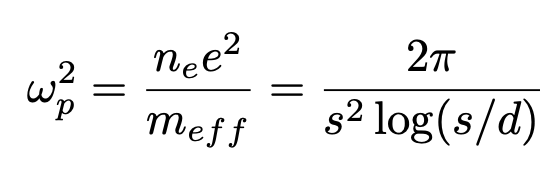 ω_p^2 = \frac{n_e e^2}{m_{eff}} = \frac{2π}{s^2 log(s/d)}